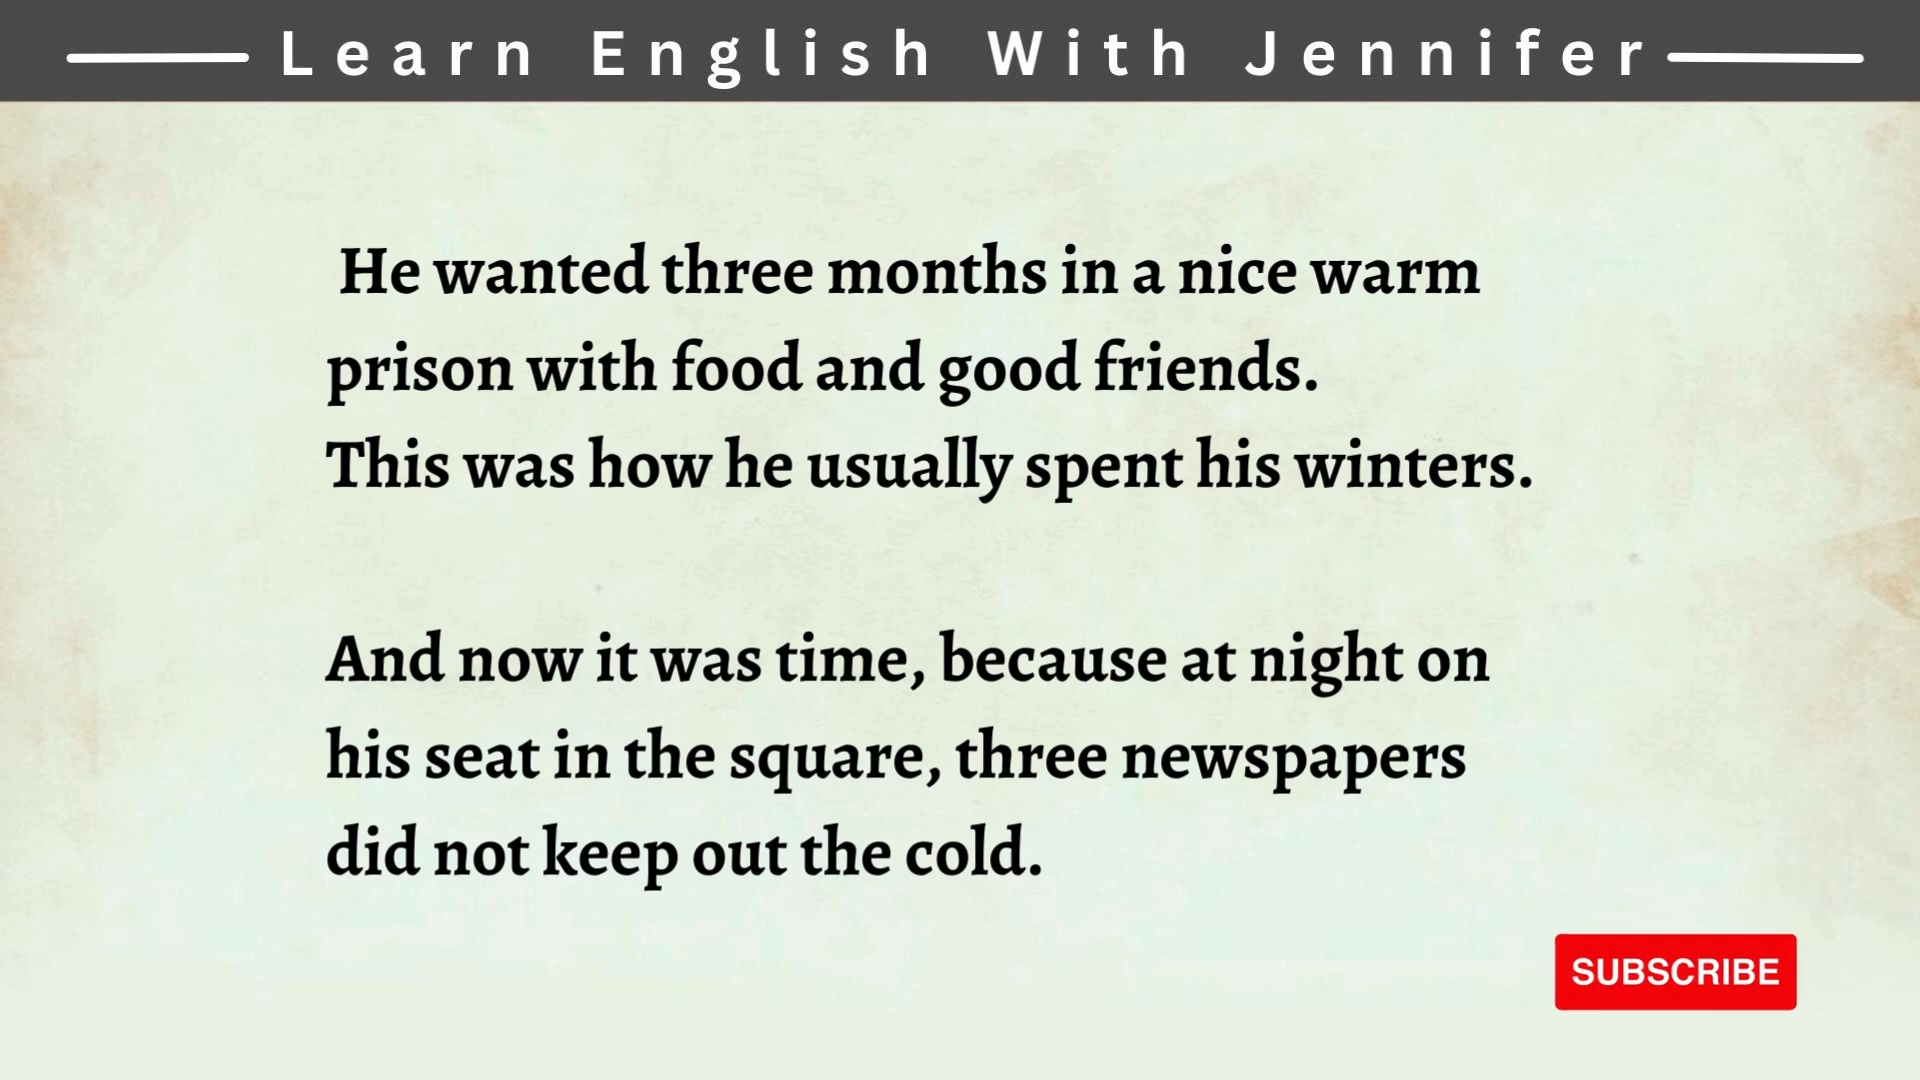 Learn English With Jennifer
He wanted three months in a nice warm
prison with food and good friends.
This was how he usually spent his winters.
And now it was time, because at night on
his seat in the square, three newspapers
did not keep out the cold.
SUBSCRIBE